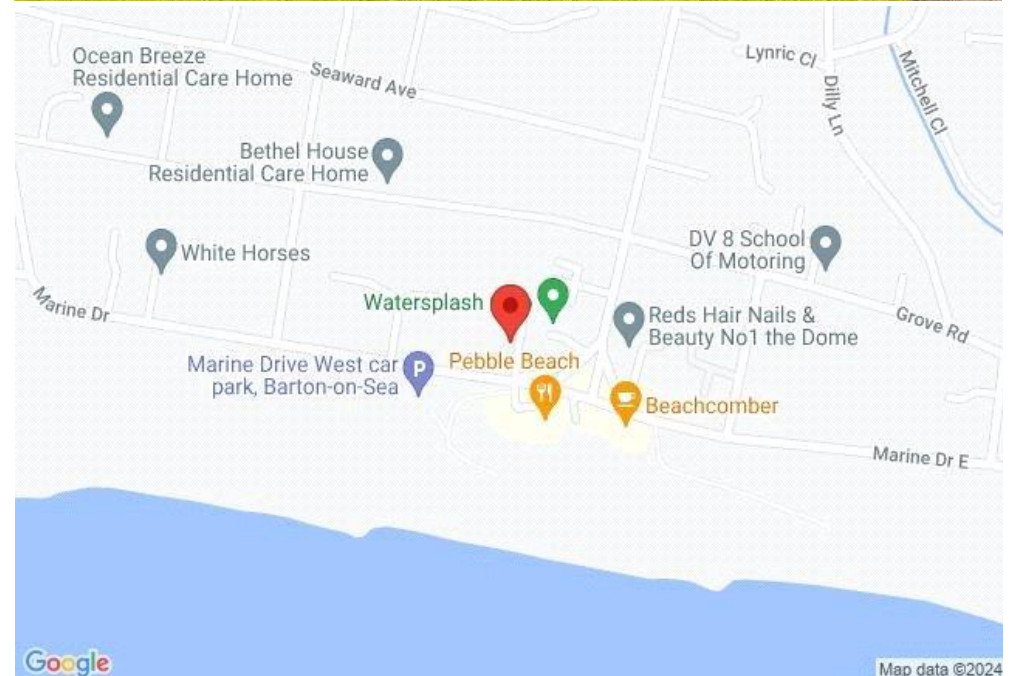 Ocean Breeze
Residential Care Home
Seaward Ave
Lynric Cl
Mitchell Cl
Dilly Ln
Bethel House
Residential Care Home
White Horses
DV 8 School
Of Motoring
Marine Dr
Watersplash
Reds Hair Nails &
Beauty No1 the Dome
Grove Rd
Marine Drive West car
park, Barton-on-Sea
P
Pebble Beach
Beachcomber
Marine Dr E
Google
Map data ©2024